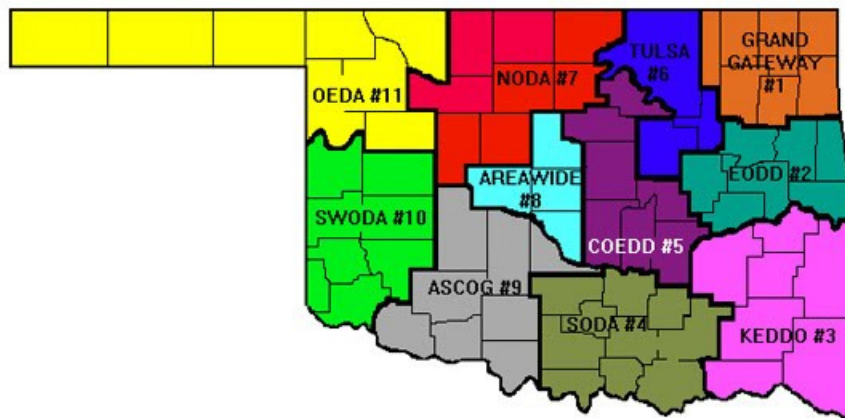 GRAND
GATEWAY
#1
TULSA
#6
NODA #7
OEDA #11
EODD #2
AREAWIDE
#8
SWODA #10
COEDD #5
ASCOG #9
SODA #4
KEDDO #3